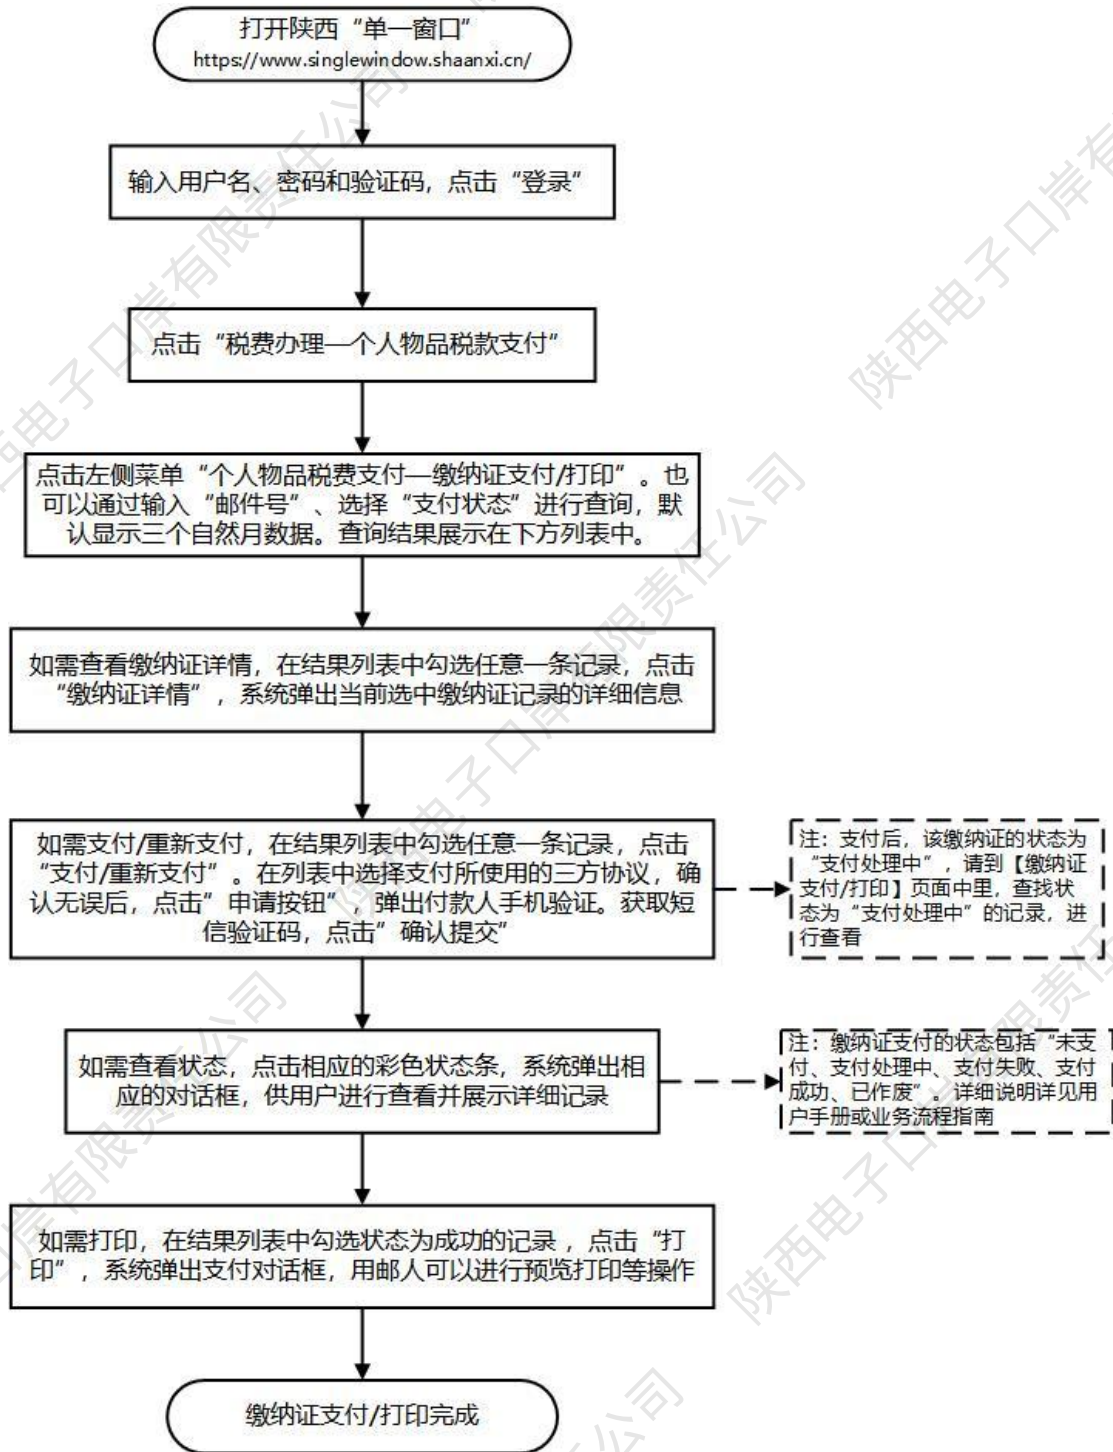 打开陕西“单一窗口”
https://www.singlewindow.shaanxi.cn/
输入用户名、密码和验证码，点击“登录”
点击“税费办理—个人物品税款支付”
点击左侧菜单“个人物品税费支付—缴纳证支付/打印”。也
可以通过输入“邮件号”、选择“支付状态”进行查询，默
认显示三个自然月数据。查询结果展示在下方列表中。
如需查看缴纳证详情，在结果列表中勾选任意一条记录，点击
“缴纳证详情”，系统弹出当前选中缴纳证记录的详细信息
如需支付/重新支付，在结果列表中勾选任意一条记录，点击
“支付/重新支付”。在列表中选择支付所使用的三方协议，确
认无误后，点击”申请按钮”，弹出付款人手机验证。获取短
信验证码，点击”确认提交”
注：支付后，该缴纳证的状态为
“支付处理中”，请到【缴纳证
支付/打印】页面中里，查找状
态为“支付处理中”的记录，进
行查看
如需查看状态，点击相应的彩色状态条，系统弹出相
应的对话框，供用户进行查看并展示详细记录
注：缴纳证支付的状态包括“未支
付、支付处理中、支付失败、支付
成功、已作废”。详细说明详见用
户手册或业务流程指南
如需打印，在结果列表中勾选状态为成功的记录，点击“打
印”，系统弹出支付对话框，用邮人可以进行预览打印等操作
缴纳证支付/打印完成
陕西电子口岸有限责任公司